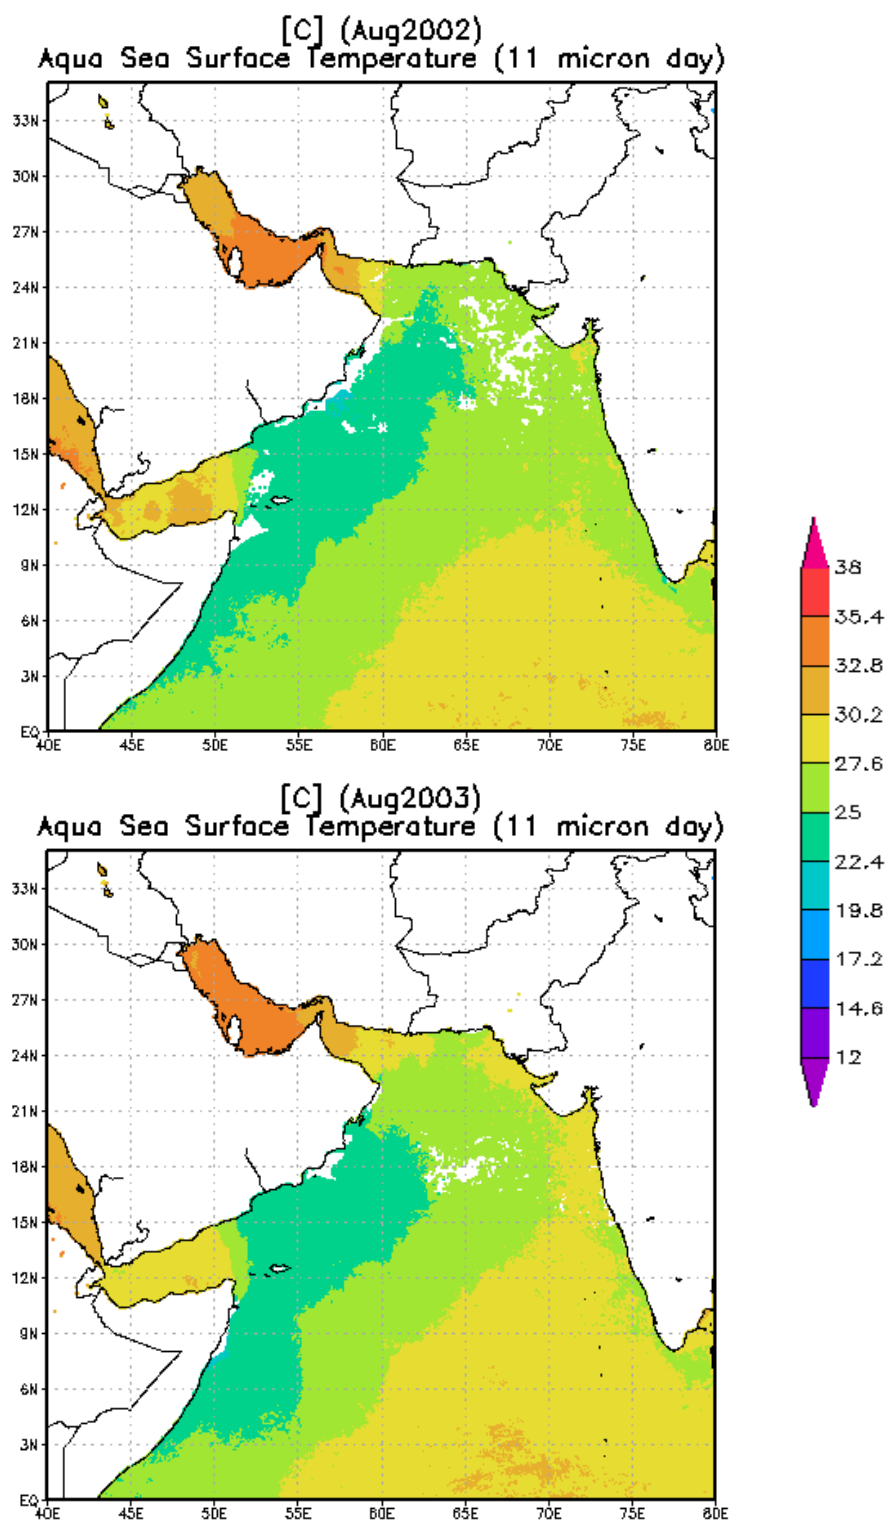 [C] (Aug2002)
Aqua Sea Surface Temperature (11 micron day)
33N
30N
27N
24N
21N
18N
15N
12N
9N
6N
3N
EQ
40E 45E 50E 55E 60E 65E 70E 75E 80E
[C] (Aug2003)
Aqua Sea Surface Temperature (11 micron day)
33N
30N
27N
24N
21N
18N
15N
12N
9N
6N
3N
EQ
40E 45E 50E 55E 60E 65E 70E 75E 80E
38
35.4
32.8
30.2
27.6
25
22.4
19.8
17.2
14.6
12